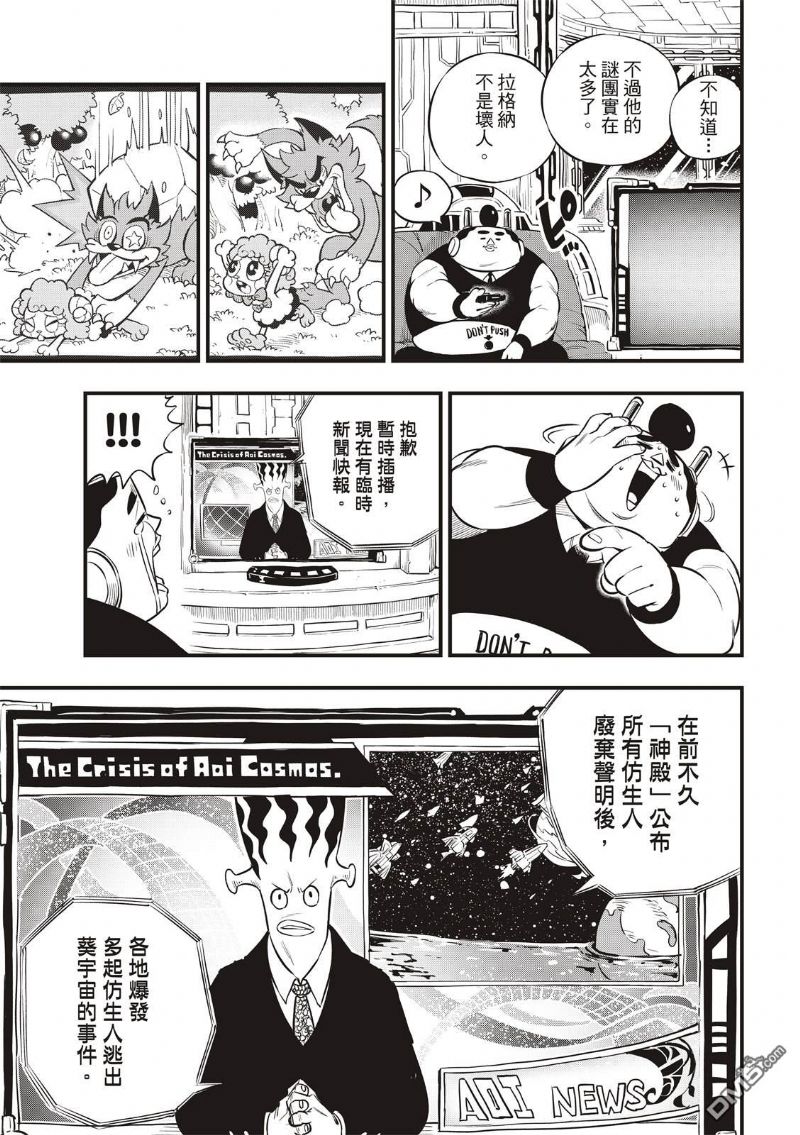 不知道⋯
不過他的
謎團實在
太多了。
拉格納
不是壞人。
♪
ピッ
DON'T PUSH
DON'T P
抱歉
暫時插播，
現在有臨時
新聞快報。
The Crisis of Aoi Cosmos.
!!!
在前不久
「神殿」公布
所有仿生人
廢棄聲明後，
The Crisis of Aoi Cosmos.
各地爆發
多起仿生人逃出
葵宇宙的事件。
AOI NEWS
DM5.com